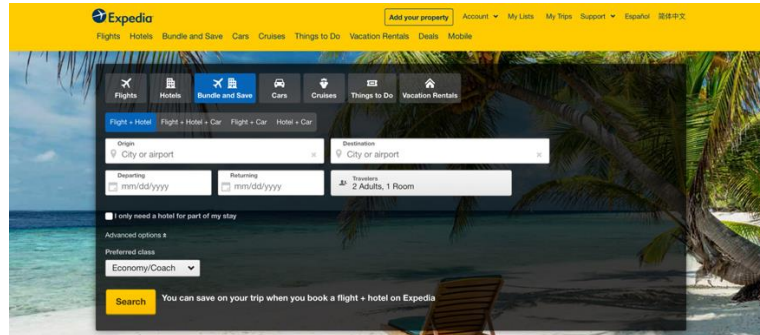 Expedia
Add your property Account My Lists My Trips Support Español 简体中文
Flights Hotels Bundle and Save Cars Cruises Things to Do Vacation Rentals Deals Mobile
Flights Hotels Bundle and Save Cars Cruises Things to Do Vacation Rentals
Flight + Hotel Flight + Hotel + Car Flight + Car Hotel + Car
Origin Destination
City or airport City or airport
Departing Returning Travelers
mm/dd/yyyy mm/dd/yyyy 2 Adults, 1 Room
I only need a hotel for part of my stay
Advanced options
Preferred class
Economy/Coach
Search You can save on your trip when you book a flight + hotel on Expedia